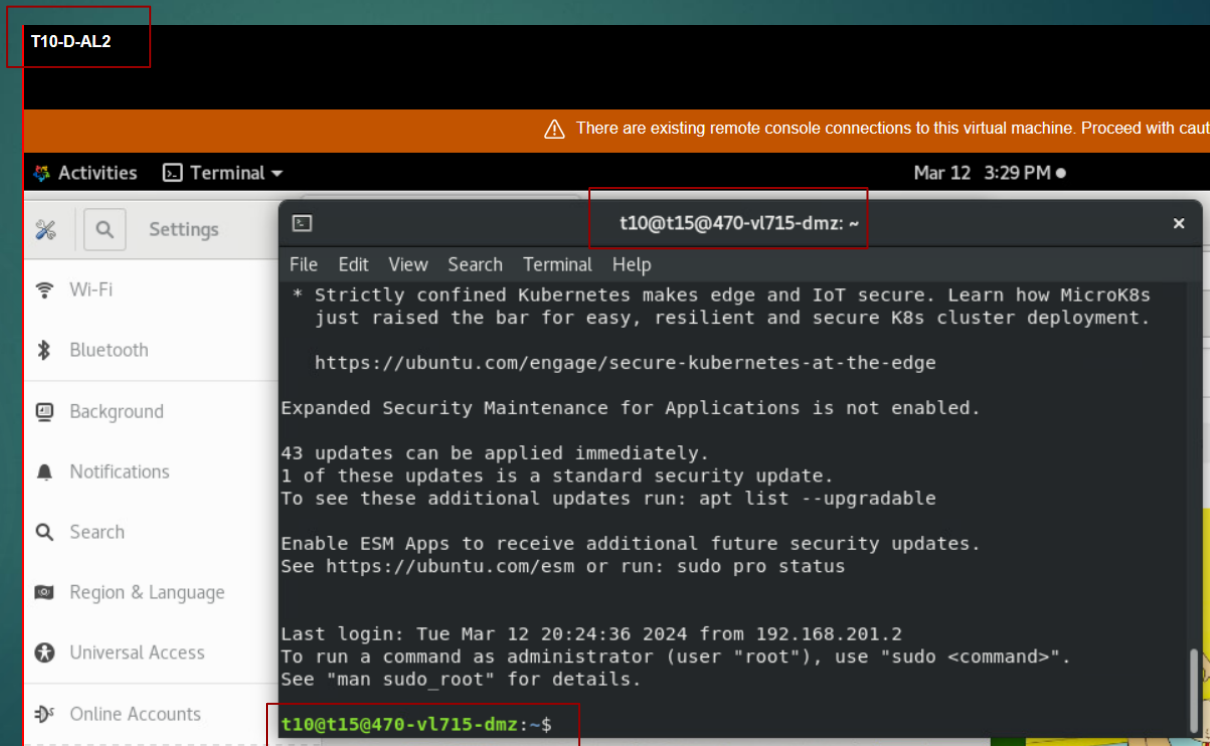 T10-D-AL2
There are existing remote console connections to this virtual machine. Proceed with
Activities
Terminal
Mar 12 3:29 PM
Settings
t10@t15@470-vl715-dmz: ~
File Edit View Search Terminal Help
Wi-Fi
Bluetooth
Background
Notifications
Search
Region & Language
Universal Access
Online Accounts
* Strictly confined Kubernetes makes edge and IoT secure. Learn how MicroK8s
just raised the bar for easy, resilient and secure K8s cluster deployment.
https://ubuntu.com/engage/secure-kubernetes-at-the-edge
Expanded Security Maintenance for Applications is not enabled.
43 updates can be applied immediately.
1 of these updates is a standard security update.
To see these additional updates run: apt list --upgradable
Enable ESM Apps to receive additional future security updates.
See https://ubuntu.com/esm or run: sudo pro status
Last login: Tue Mar 12 20:24:36 2024 from 192.168.201.2
To run a command as administrator (user "root"), use "sudo <command>".
See "man sudo_root" for details.
t10@t15@470-vl715-dmz:~$